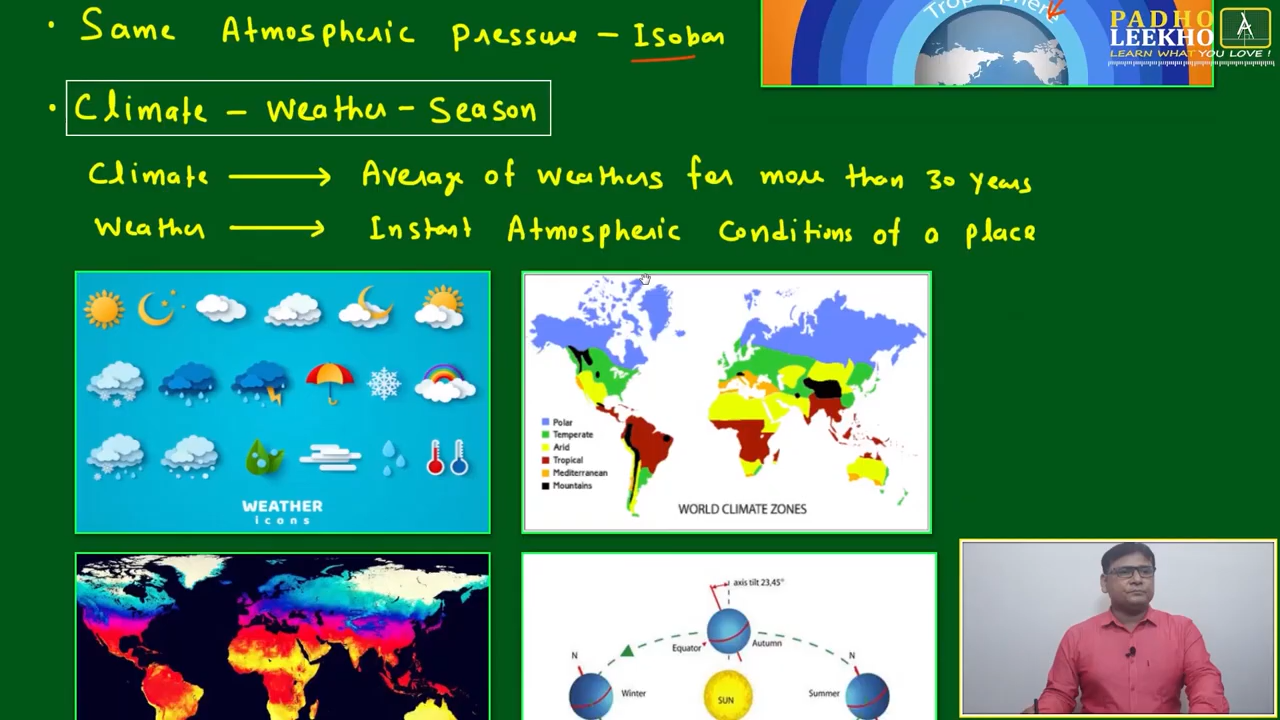 Troposphere
PADHO
LEEKHO
LEARN WHAT YOU LOVE !
• Same Atmospheric Pressure – Isobar
• Climate – Weather – Season
Climate → Average of weathers for more than 30 years
Weather → Instant Atmospheric Conditions of a place
WEATHER
icons
Polar
Temperate
Arid
Tropical
Mediterranean
Mountains
WORLD CLIMATE ZONES
axis tilt 23,45°
Equator
Autumn
N
Winter
SUN
Summer
N